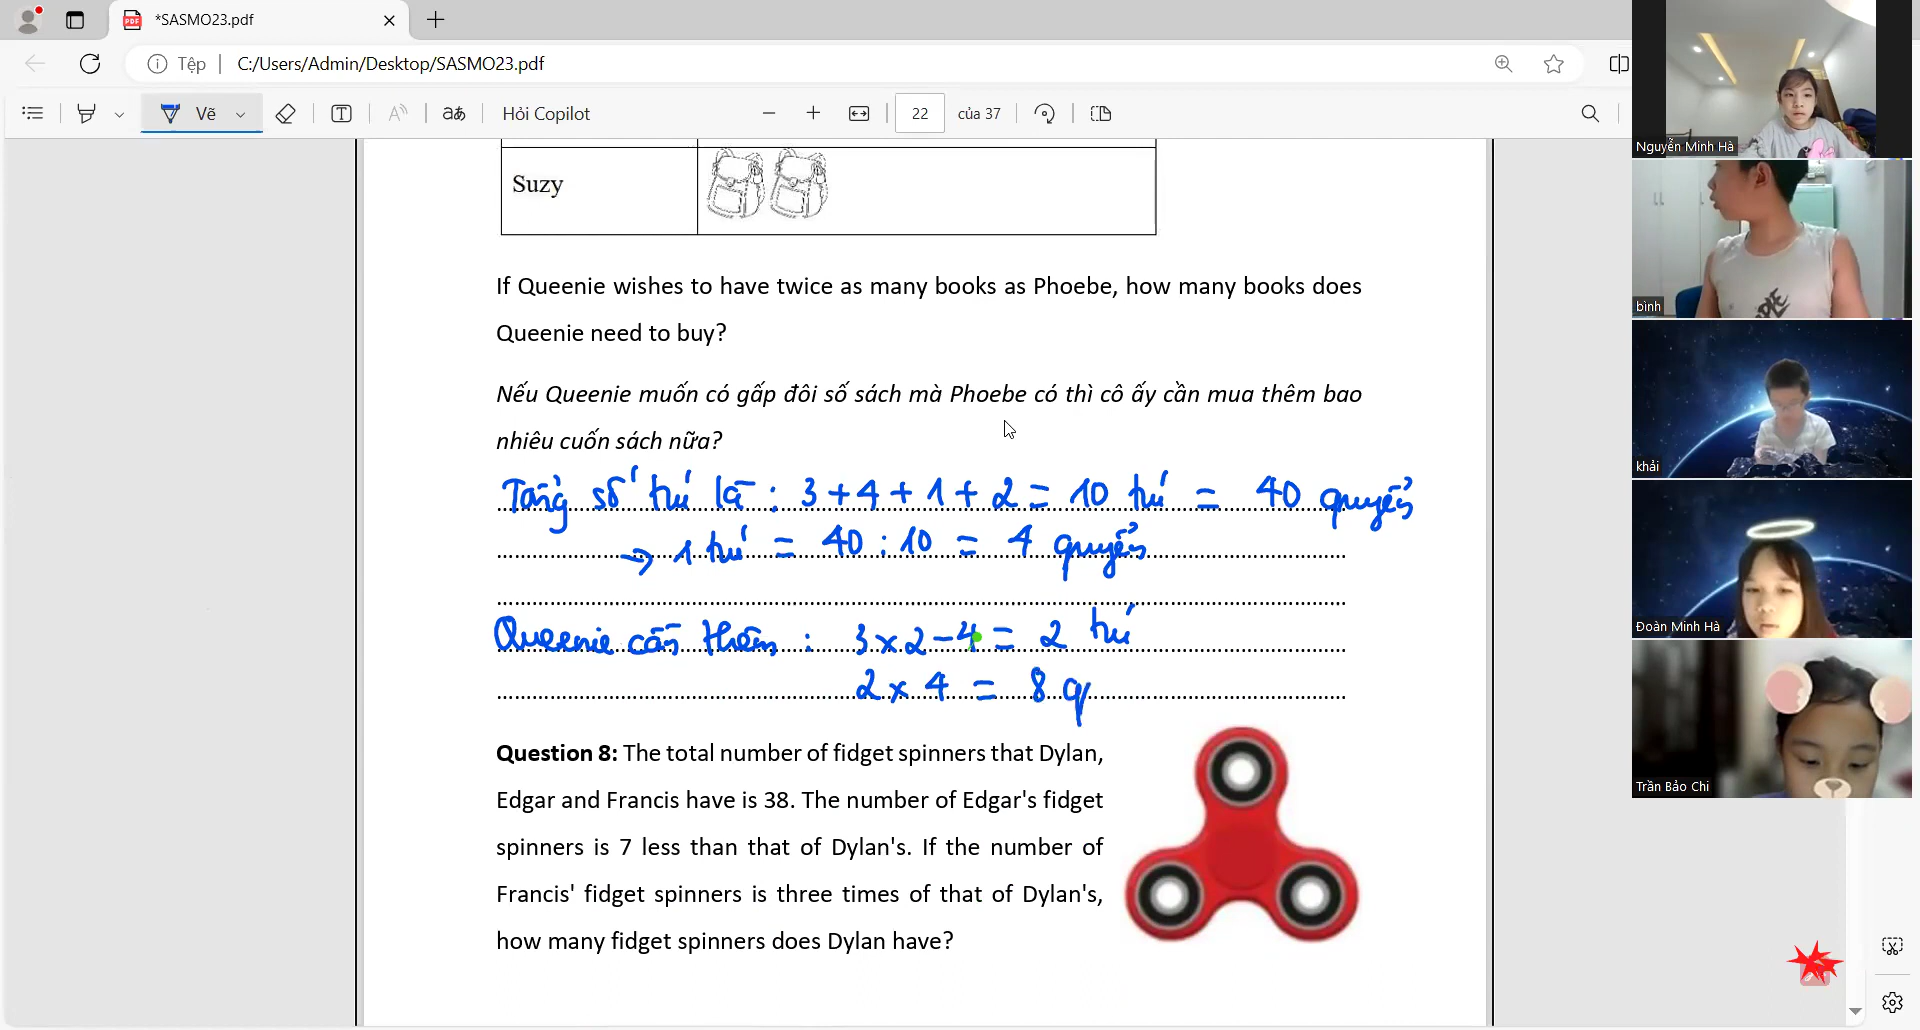 *SASMO23.pdf
Tệp | C:/Users/Admin/Desktop/SASMO23.pdf
Vẽ
aあ
Hỏi Copilot
22 của 37
Suzy
If Queenie wishes to have twice as many books as Phoebe, how many books does
Queenie need to buy?
Nếu Queenie muốn có gấp đôi số sách mà Phoebe có thì cô ấy cần mua thêm bao
nhiêu cuốn sách nữa?
Tổng số túi là : 3 + 4 + 1 + 2 = 10 túi = 40 quyển
→ 1 túi = 40 : 10 = 4 quyển
Queenie cần thêm : 3 x 2 - 4 = 2 túi
2 x 4 = 8 q
Question 8: The total number of fidget spinners that Dylan,
Edgar and Francis have is 38. The number of Edgar's fidget
spinners is 7 less than that of Dylan's. If the number of
Francis' fidget spinners is three times of that of Dylan's,
how many fidget spinners does Dylan have?
Nguyễn Minh Hà
bình
khải
Đoàn Minh Hà
Trần Bảo Chi